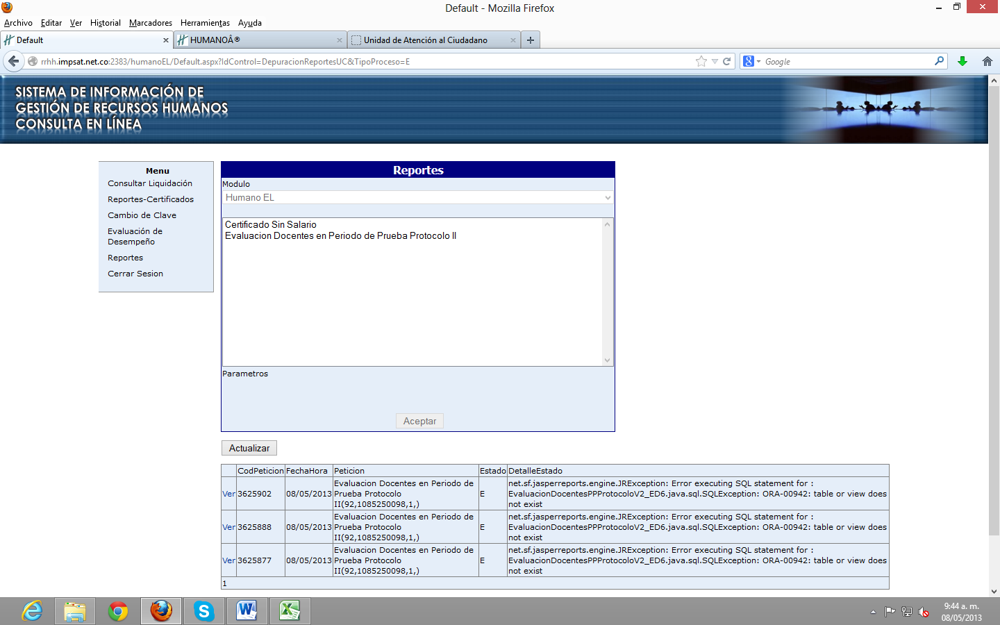 Default - Mozilla Firefox
Archivo Editar Ver Historial Marcadores Herramientas Ayuda
Default
HUMANOÂ®
Unidad de Atención al Ciudadano
rrhh.impsat.net.co:2383/humanoEL/Default.aspx?IdControl=DepuracionReportesUC&TipoProceso=E
Google
SISTEMA DE INFORMACIÓN DE
GESTIÓN DE RECURSOS HUMANOS
CONSULTA EN LÍNEA
Menu
Consultar Liquidación
Reportes-Certificados
Cambio de Clave
Evaluación de
Desempeño
Reportes
Cerrar Sesion
Reportes
Modulo
Humano EL
Certificado Sin Salario
Evaluacion Docentes en Periodo de Prueba Protocolo II
Parametros
Aceptar
Actualizar
CodPeticion FechaHora Peticion Estado DetalleEstado
Ver 3625902 08/05/2013
Evaluacion Docentes en Periodo de
Prueba Protocolo
II(92,1085250098,1,)
E
net.sf.jasperreports.engine.JRException: Error executing SQL statement for :
EvaluacionDocentesPPProtocoloV2_ED6.java.sql.SQLException: ORA-00942: table or view does
not exist
Ver 3625888 08/05/2013
Evaluacion Docentes en Periodo de
Prueba Protocolo
II(92,1085250098,1,)
E
net.sf.jasperreports.engine.JRException: Error executing SQL statement for :
EvaluacionDocentesPPProtocoloV2_ED6.java.sql.SQLException: ORA-00942: table or view does
not exist
Ver 3625877 08/05/2013
Evaluacion Docentes en Periodo de
Prueba Protocolo
II(92,1085250098,1,)
E
net.sf.jasperreports.engine.JRException: Error executing SQL statement for :
EvaluacionDocentesPPProtocoloV2_ED6.java.sql.SQLException: ORA-00942: table or view does
not exist
1
9:44 a. m.
08/05/2013